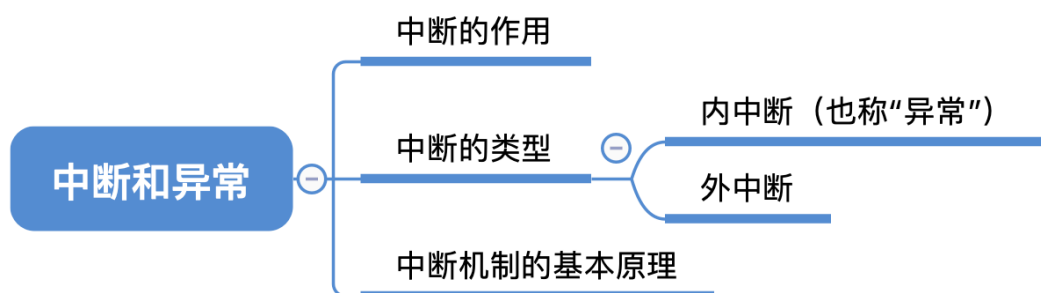 中断和异常
中断的作用
中断的类型
内中断（也称“异常”）
外中断
中断机制的基本原理